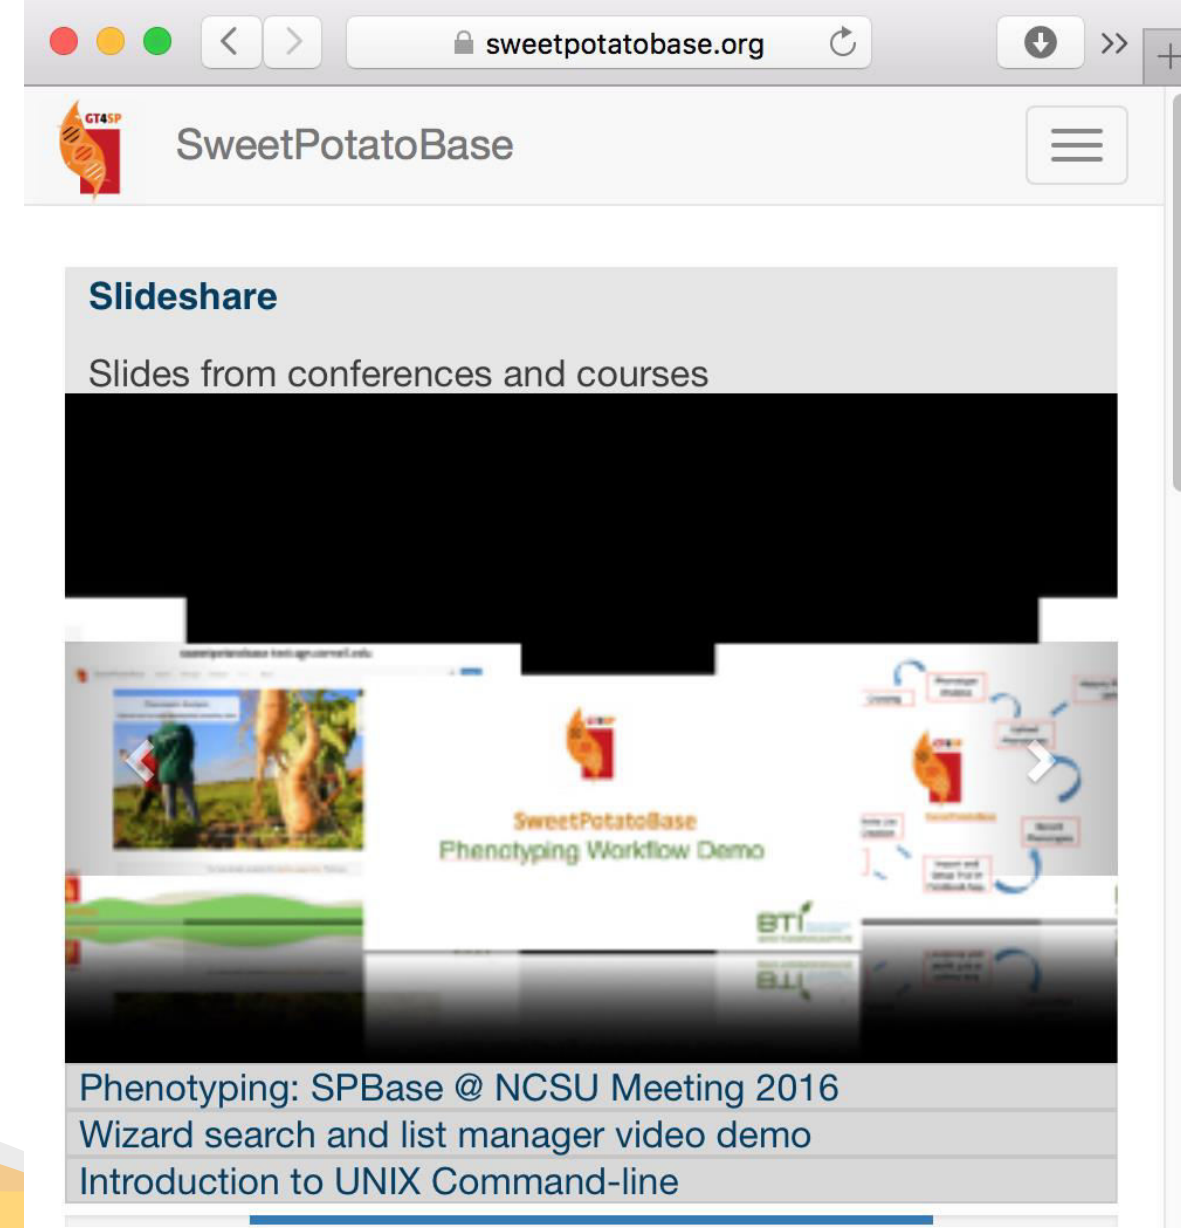 sweetpotatobase.org
GT4SP
SweetPotatoBase
Slideshare
Slides from conferences and courses
GT4SP
SweetPotatoBase
Phenotyping Workflow Demo
BTI
Phenotyping: SPBase @ NCSU Meeting 2016
Wizard search and list manager video demo
Introduction to UNIX Command-line